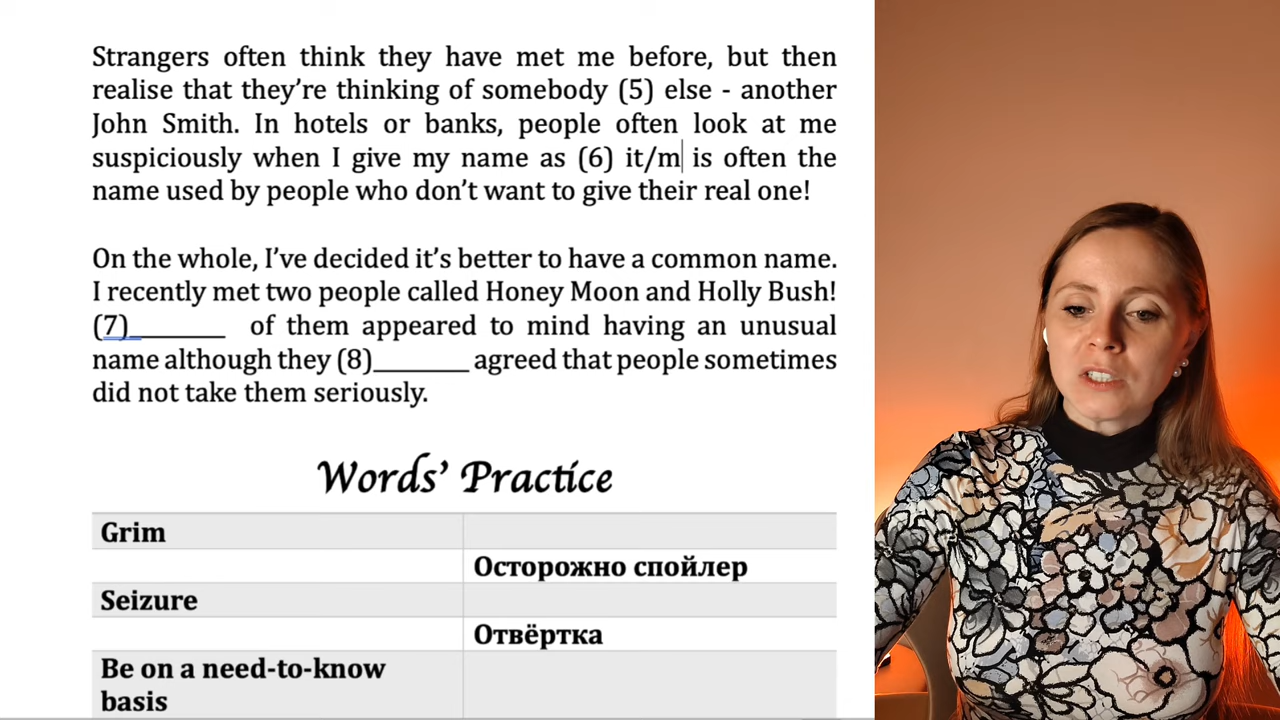 Strangers often think they have met me before, but then
realise that they’re thinking of somebody (5) else - another
John Smith. In hotels or banks, people often look at me
suspiciously when I give my name as (6) it/m is often the
name used by people who don’t want to give their real one!
On the whole, I’ve decided it’s better to have a common name.
I recently met two people called Honey Moon and Holly Bush!
(7)________ of them appeared to mind having an unusual
name although they (8)________ agreed that people sometimes
did not take them seriously.
Words’ Practice
Grim
Осторожно спойлер
Seizure
Отвёртка
Be on a need-to-know
basis